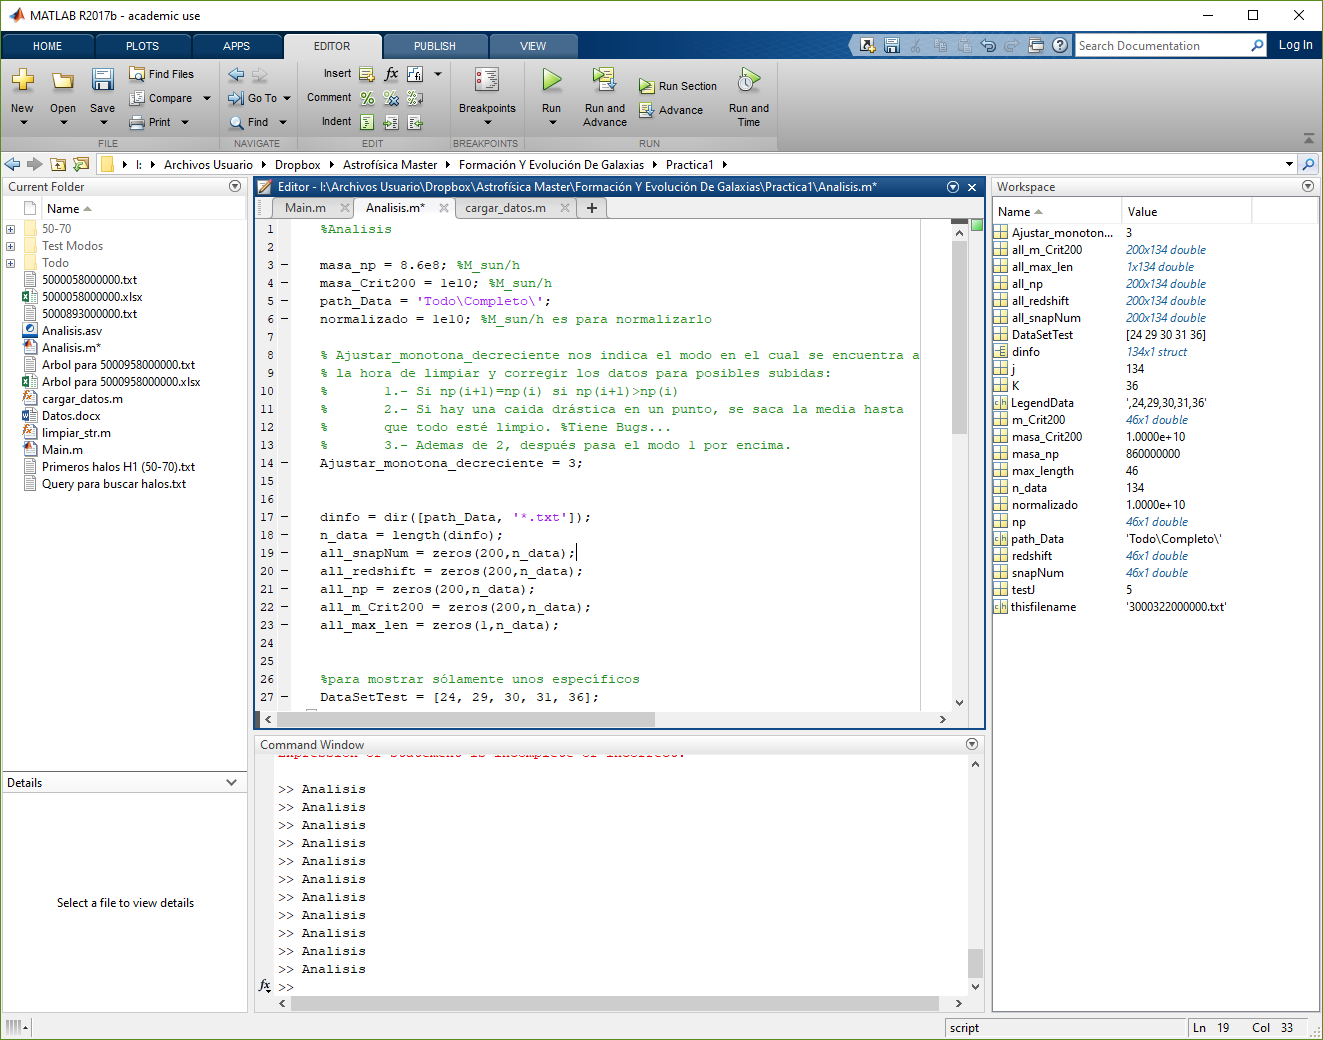 MATLAB R2017b - academic use
HOME PLOTS APPS EDITOR PUBLISH VIEW Search Documentation Log In
New Open Save Find Files Compare Print
Go To Find
Insert fx
Comment
Indent
Breakpoints
Run Run and Advance Run Section Advance Run and Time
FILE NAVIGATE EDIT BREAKPOINTS RUN
I: Archivos Usuario Dropbox Astrofísica Master Formación Y Evolución De Galaxias Practica1
Current Folder
Name
50-70
Test Modos
Todo
5000058000000.txt
5000058000000.xlsx
5000893000000.txt
Analisis.asv
Analisis.m*
Arbol para 5000958000000.txt
Arbol para 5000958000000.xlsx
cargar_datos.m
Datos.docx
limpiar_str.m
Main.m
Primeros halos H1 (50-70).txt
Query para buscar halos.txt
Details
Select a file to view details
Editor - I:\Archivos Usuario\Dropbox\Astrofísica Master\Formación Y Evolución De Galaxias\Practica1\Analisis.m*
Main.m Analisis.m* cargar_datos.m
1 %Analisis
2
3 masa_np = 8.6e8; %M_sun/h
4 masa_Crit200 = 1e10; %M_sun/h
5 path_Data = 'Todo\Completo\';
6 normalizado = 1e10; %M_sun/h es para normalizarlo
7
8 % Ajustar_monotona_decreciente nos indica el modo en el cual se encuentra a
9 % la hora de limpiar y corregir los datos para posibles subidas:
10 % 1.- Si np(i+1)=np(i) si np(i+1)>np(i)
11 % 2.- Si hay una caida drástica en un punto, se saca la media hasta
12 % que todo esté limpio. %Tiene Bugs...
13 % 3.- Ademas de 2, después pasa el modo 1 por encima.
14 Ajustar_monotona_decreciente = 3;
15
16
17 dinfo = dir([path_Data, '*.txt']);
18 n_data = length(dinfo);
19 all_snapNum = zeros(200,n_data);
20 all_redshift = zeros(200,n_data);
21 all_np = zeros(200,n_data);
22 all_m_Crit200 = zeros(200,n_data);
23 all_max_len = zeros(1,n_data);
24
25
26 %para mostrar sólamente unos específicos
27 DataSetTest = [24, 29, 30, 31, 36];
Command Window
Expression or statement is incomplete or incorrect.
>> Analisis
>> Analisis
>> Analisis
>> Analisis
>> Analisis
>> Analisis
>> Analisis
>> Analisis
>> Analisis
>> Analisis
>> Analisis
fx >>
Workspace
Name Value
Ajustar_monoton... 3
all_m_Crit200 200x134 double
all_max_len 1x134 double
all_np 200x134 double
all_redshift 200x134 double
all_snapNum 200x134 double
DataSetTest [24 29 30 31 36]
dinfo 134x1 struct
j 134
K 36
LegendData ',24,29,30,31,36'
m_Crit200 46x1 double
masa_Crit200 1.0000e+10
masa_np 860000000
max_length 46
n_data 134
normalizado 1.0000e+10
np 46x1 double
path_Data 'Todo\Completo\'
redshift 46x1 double
snapNum 46x1 double
testJ 5
thisfilename '3000322000000.txt'
script Ln 19 Col 33